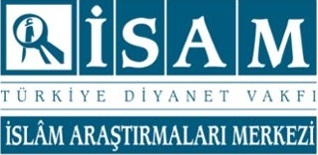 İSAM
TÜRKİYE DİYANET VAKFI
İSLÂM ARAŞTIRMALARI MERKEZİ